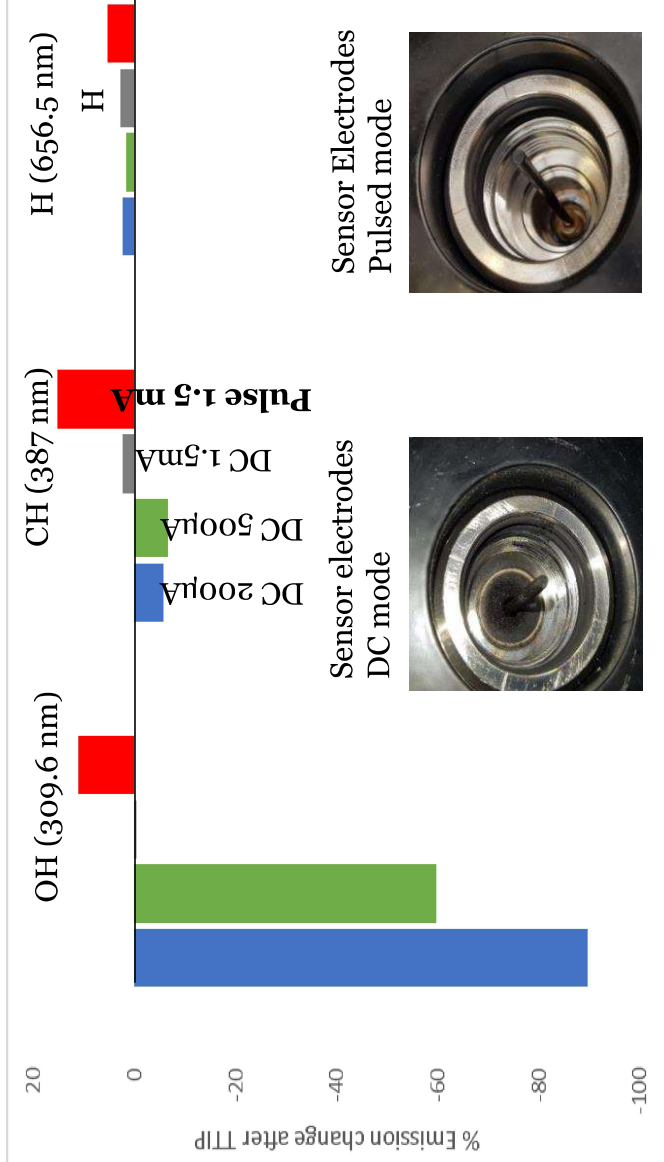 % Emission change after TTIP
20
0
-20
-40
-60
-80
-100
OH (309.6 nm)
CH (387 nm)
H (656.5 nm)
H
DC 200µA
DC 500µA
DC 1.5mA
Pulse 1.5 mA
Sensor electrodes
DC mode
Sensor Electrodes
Pulsed mode